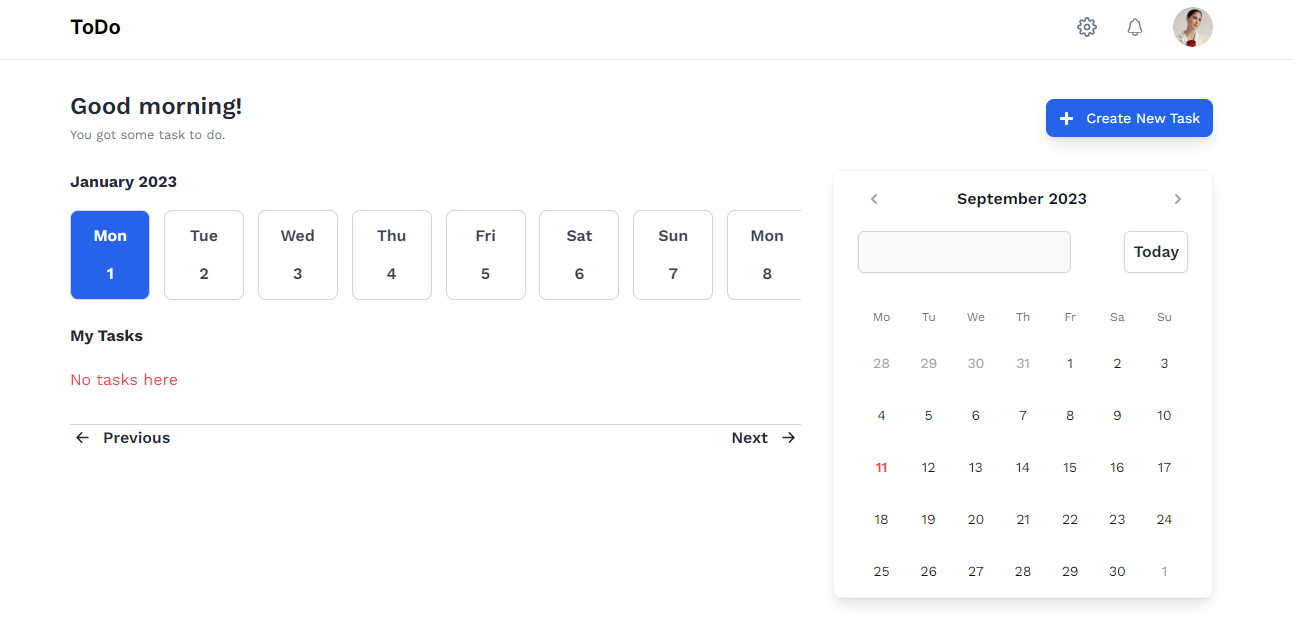 ToDo
Good morning!
You got some task to do.
Create New Task
January 2023
Mon Tue Wed Thu Fri Sat Sun Mon
1 2 3 4 5 6 7 8
My Tasks
No tasks here
Previous Next
September 2023
Today
Mo Tu We Th Fr Sa Su
28 29 30 31 1 2 3
4 5 6 7 8 9 10
11 12 13 14 15 16 17
18 19 20 21 22 23 24
25 26 27 28 29 30 1